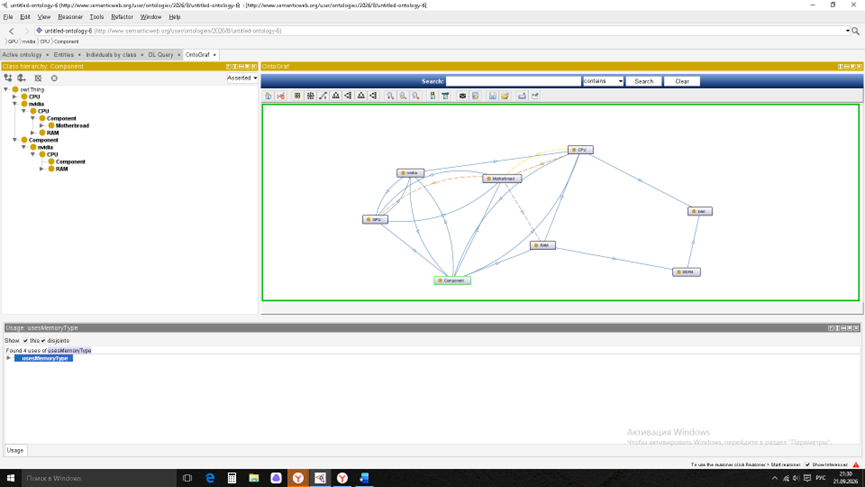 untitled-ontology-6 (http://www.semanticweb.org/user/ontologies/2026/8/untitled-ontology-6) : [http://www.semanticweb.org/user/ontologies/2026/8/untitled-ontology-6]
File Edit View Reasoner Tools Refactor Window Help
untitled-ontology-6 (http://www.semanticweb.org/user/ontologies/2026/8/untitled-ontology-6)
GPU nvidia CPU Component
Active ontology × Entities × Individuals by class × DL Query × OntoGraf ×
Class hierarchy: Component
Asserted
owl:Thing
CPU
nvidia
CPU
Component
Motherbroad
RAM
Component
nvidia
CPU
Component
RAM
OntoGraf
Search: contains Search Clear
CPU
nvidia
Motherbroad
GPU
RAM
Component
Usage: usesMemoryType
Show: this disjoints
Found 4 uses of usesMemoryType
usesMemoryType
Usage
Активация Windows
Чтобы активировать Windows, перейдите в раздел "Параметры".
To use the reasoner click Reasoner > Start reasoner Show Inferences
Поиск в Windows
РУС
21:30
21.09.2026